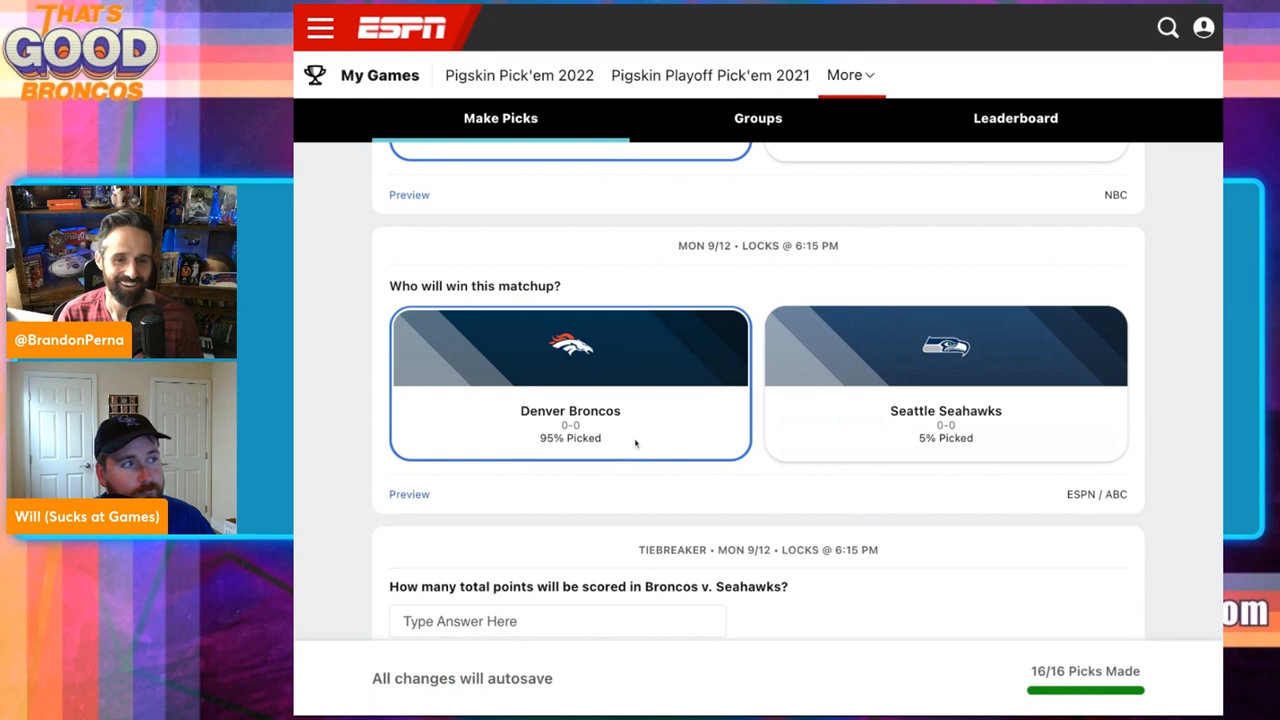 THAT'S
GOOD
BRONCOS
ESPN
My Games
Pigskin Pick'em 2022
Pigskin Playoff Pick'em 2021
More
Make Picks
Groups
Leaderboard
Preview
NBC
MON 9/12 • LOCKS @ 6:15 PM
Who will win this matchup?
Denver Broncos
0-0
95% Picked
Seattle Seahawks
0-0
5% Picked
Preview
ESPN / ABC
TIEBREAKER • MON 9/12 • LOCKS @ 6:15 PM
How many total points will be scored in Broncos v. Seahawks?
Type Answer Here
All changes will autosave
16/16 Picks Made
@BrandonPerna
Will (Sucks at Games)
om